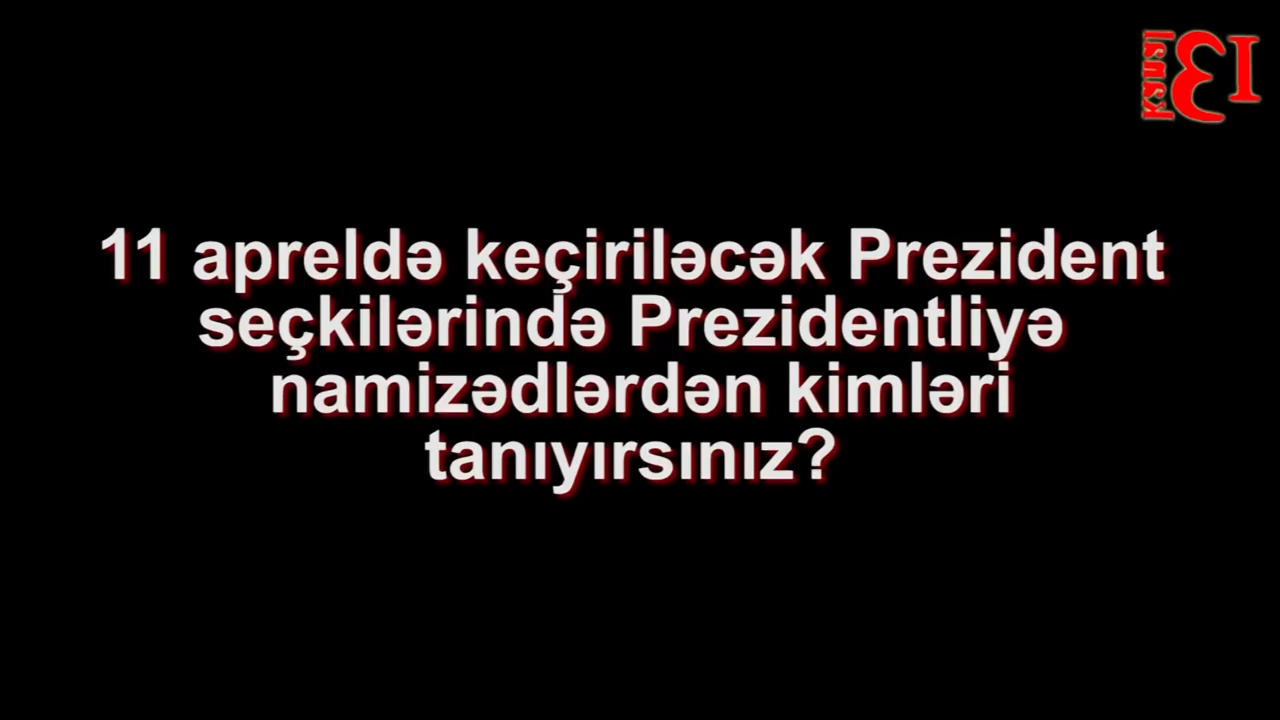 11 apreldə keçiriləcək Prezident
seçkilərində Prezidentliyə
namizədlərdən kimləri
tanıyırsınız?